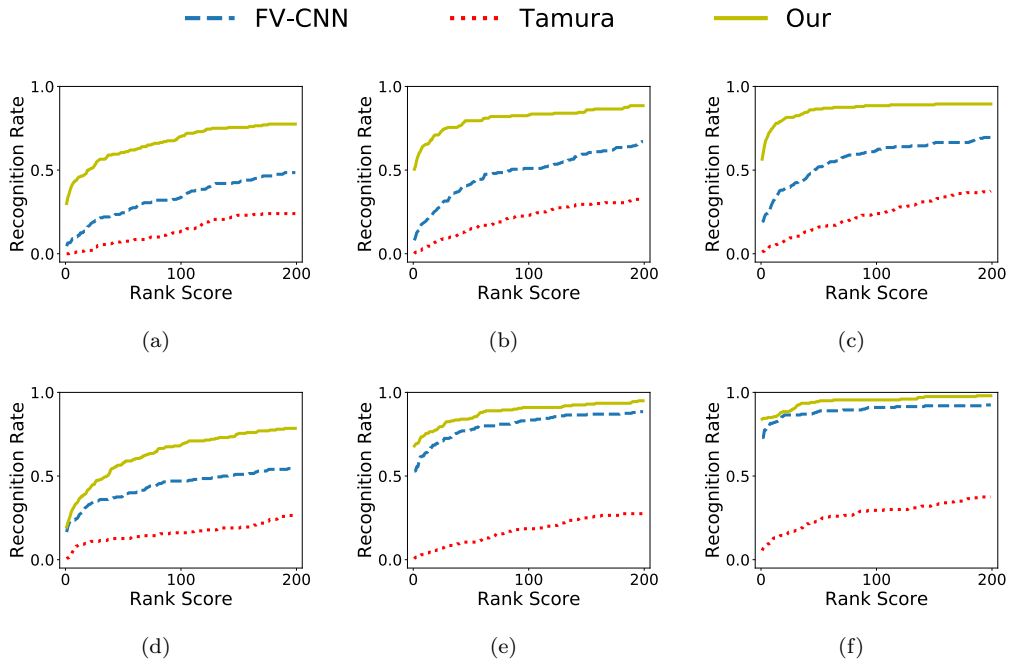 FV-CNN Tamura Our
1.0 1.0 1.0
Recognition Rate Recognition Rate Recognition Rate
0.5 0.5 0.5
0.0 0.0 0.0
0 100 200 0 100 200 0 100 200
Rank Score Rank Score Rank Score
(a) (b) (c)
1.0 1.0 1.0
Recognition Rate Recognition Rate Recognition Rate
0.5 0.5 0.5
0.0 0.0 0.0
0 100 200 0 100 200 0 100 200
Rank Score Rank Score Rank Score
(d) (e) (f)